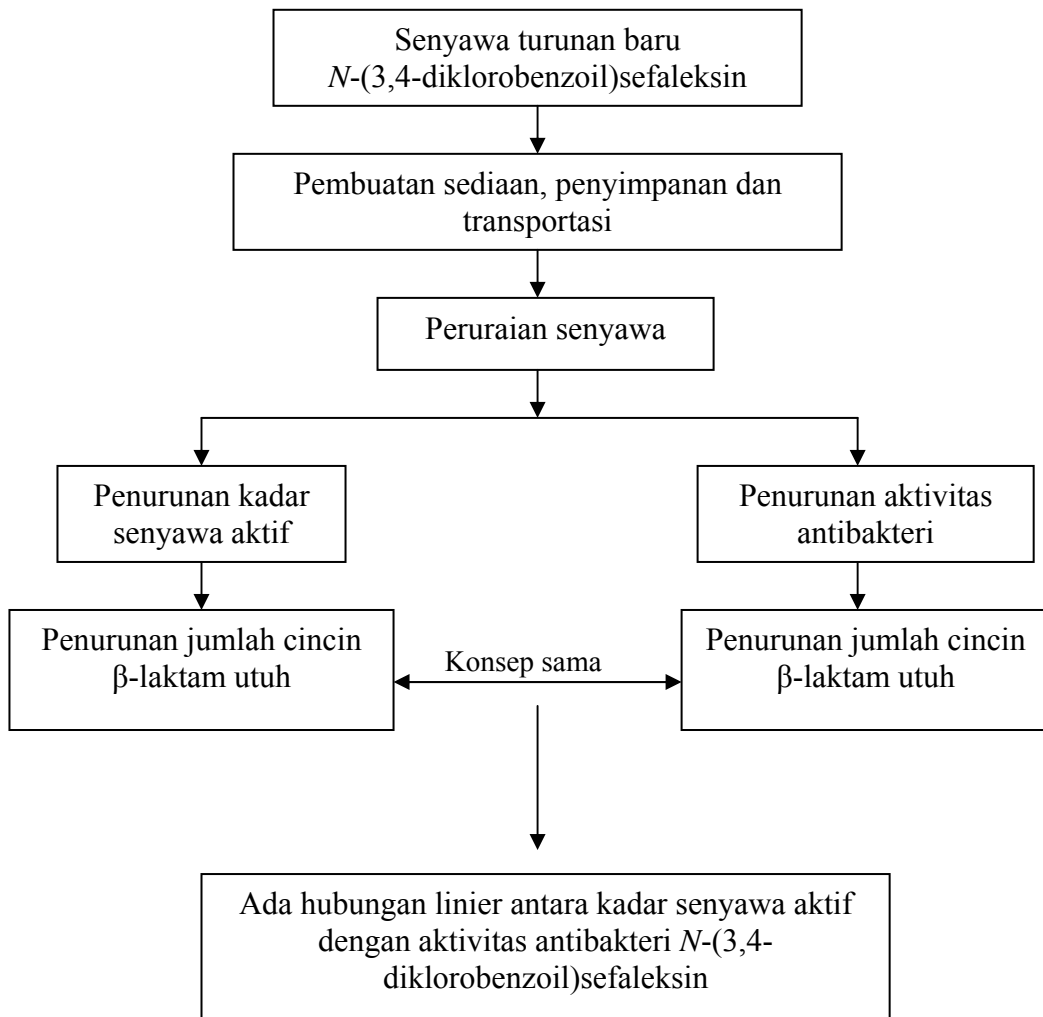 Senyawa turunan baru
N-(3,4-diklorobenzoil)sefaleksin
Pembuatan sediaan, penyimpanan dan
transportasi
Peruraian senyawa
Penurunan kadar
senyawa aktif
Penurunan aktivitas
antibakteri
Penurunan jumlah cincin
β-laktam utuh
Konsep sama
Penurunan jumlah cincin
β-laktam utuh
Ada hubungan linier antara kadar senyawa aktif
dengan aktivitas antibakteri N-(3,4-
diklorobenzoil)sefaleksin